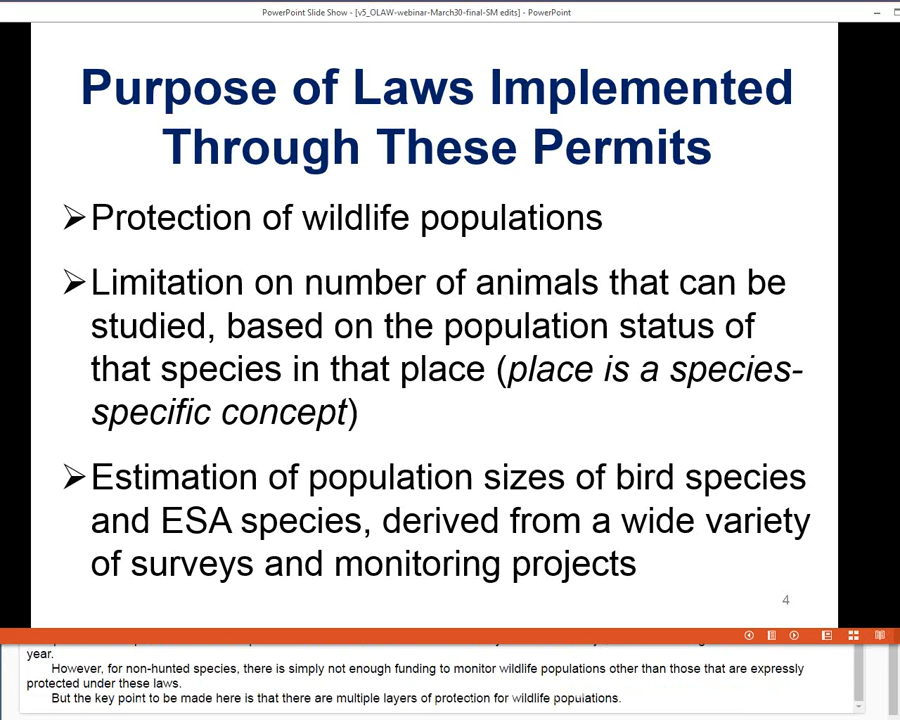 PowerPoint Slide Show - [v5_OLAW-webinar-March30-final-SM edits] - PowerPoint
Purpose of Laws Implemented
Through These Permits
➢Protection of wildlife populations
➢Limitation on number of animals that can be
studied, based on the population status of
that species in that place (place is a species-
specific concept)
➢Estimation of population sizes of bird species
and ESA species, derived from a wide variety
of surveys and monitoring projects
4
year.
However, for non-hunted species, there is simply not enough funding to monitor wildlife populations other than those that are expressly
protected under these laws.
But the key point to be made here is that there are multiple layers of protection for wildlife populations.